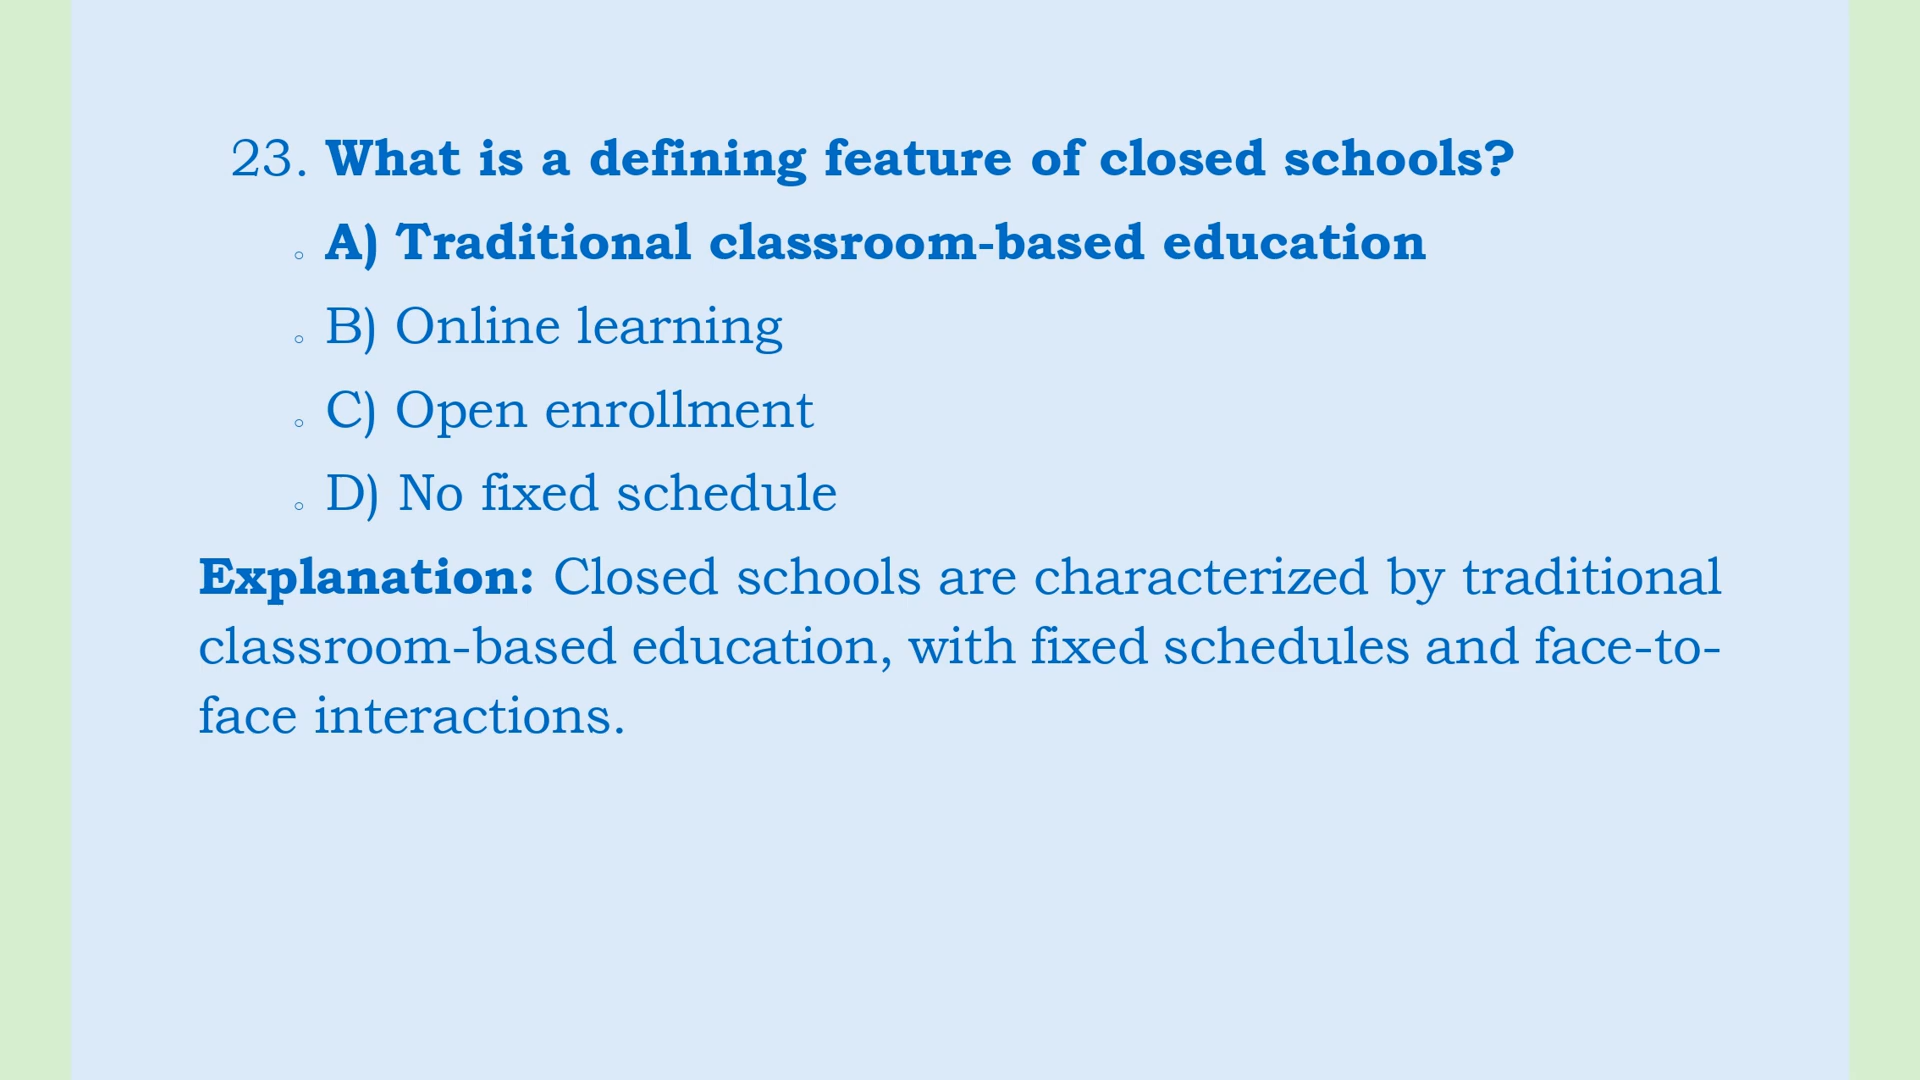 23. What is a defining feature of closed schools?
○ A) Traditional classroom-based education
○ B) Online learning
○ C) Open enrollment
○ D) No fixed schedule
Explanation: Closed schools are characterized by traditional
classroom-based education, with fixed schedules and face-to-
face interactions.